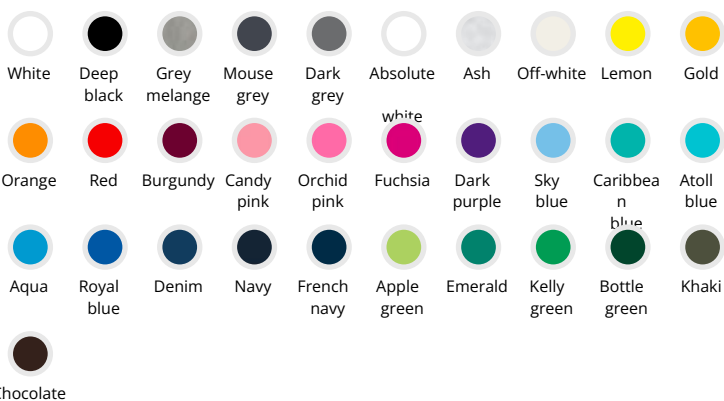 White Deep Grey Mouse Dark Absolute Ash Off-white Lemon Gold
black melange grey grey
white
Orange Red Burgundy Candy Orchid Fuchsia Dark Sky Caribbea Atoll
pink pink purple blue n blue
blue
Aqua Royal Denim Navy French Apple Emerald Kelly Bottle Khaki
blue navy green green green
Chocolate